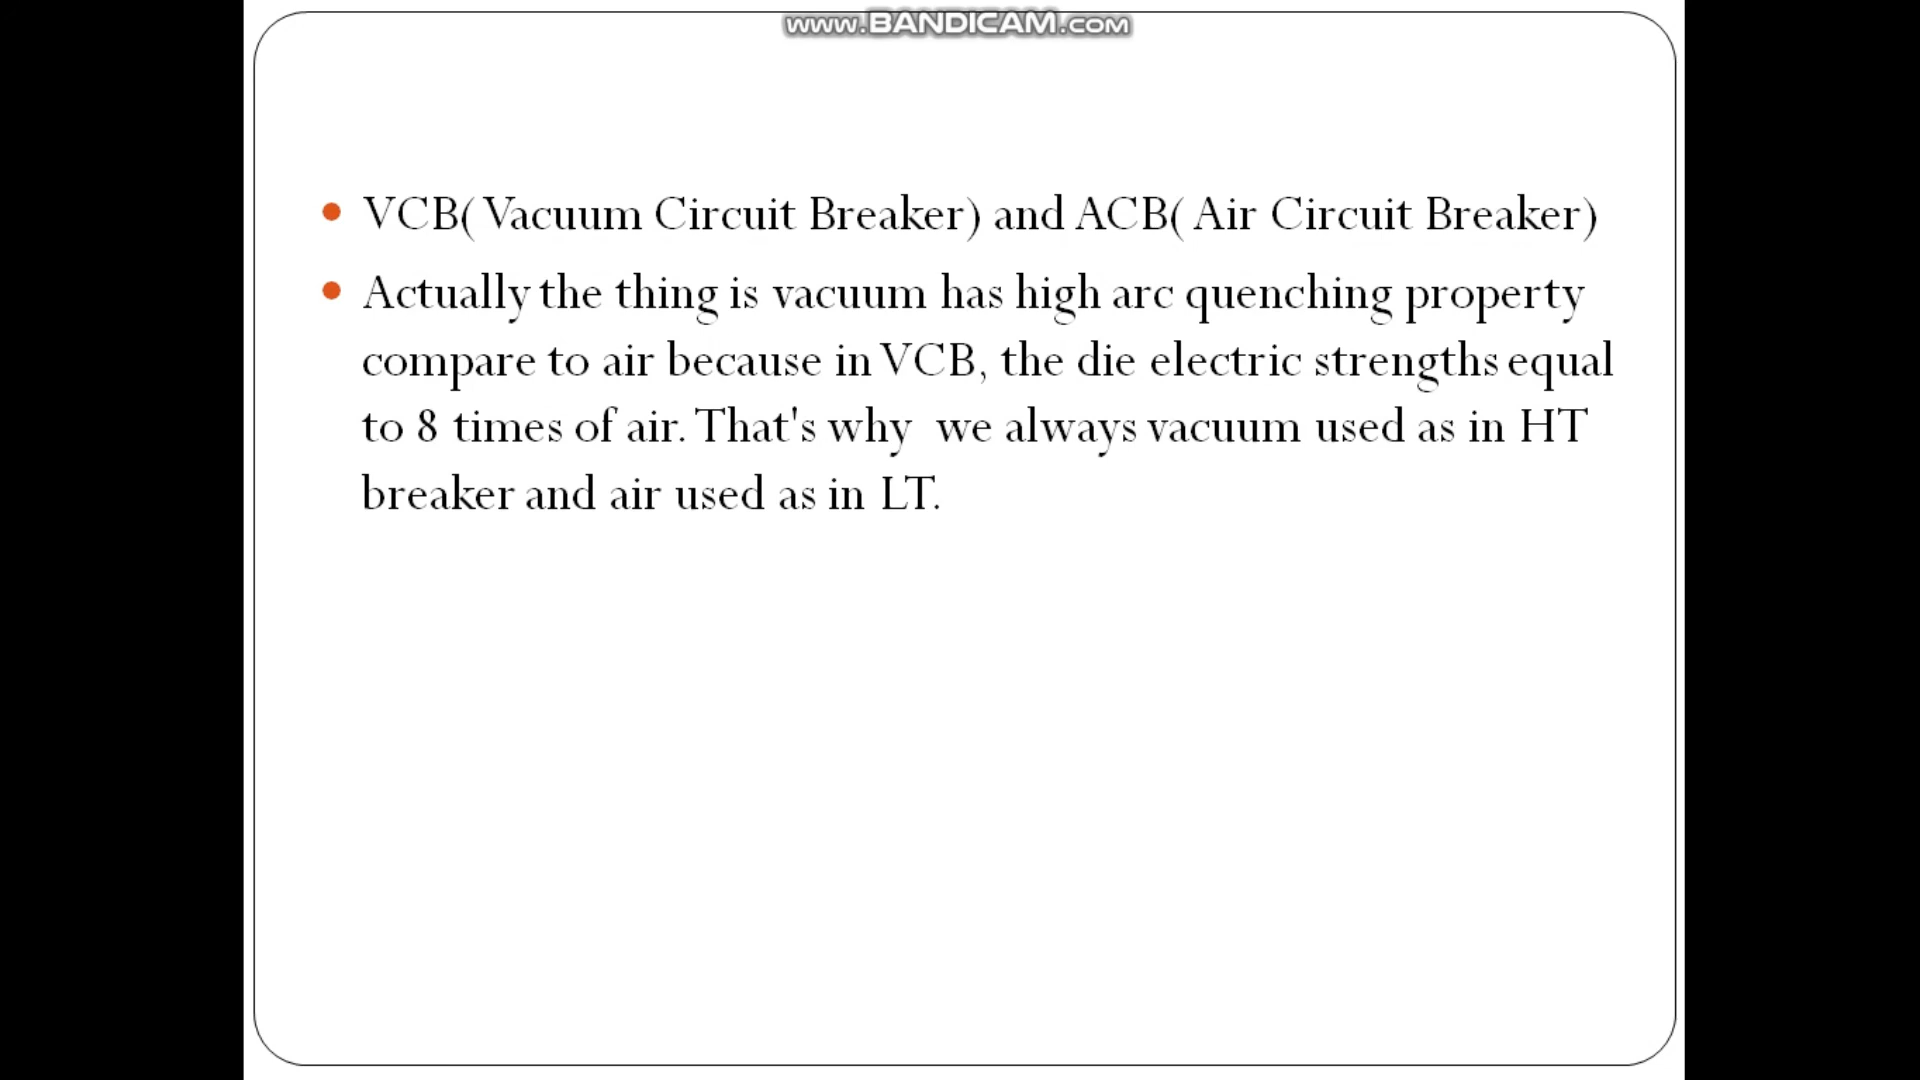 www.BANDICAM.com
VCB( Vacuum Circuit Breaker) and ACB( Air Circuit Breaker)
Actually the thing is vacuum has high arc quenching property
compare to air because in VCB, the die electric strengths equal
to 8 times of air. That's why  we always vacuum used as in HT
breaker and air used as in LT.